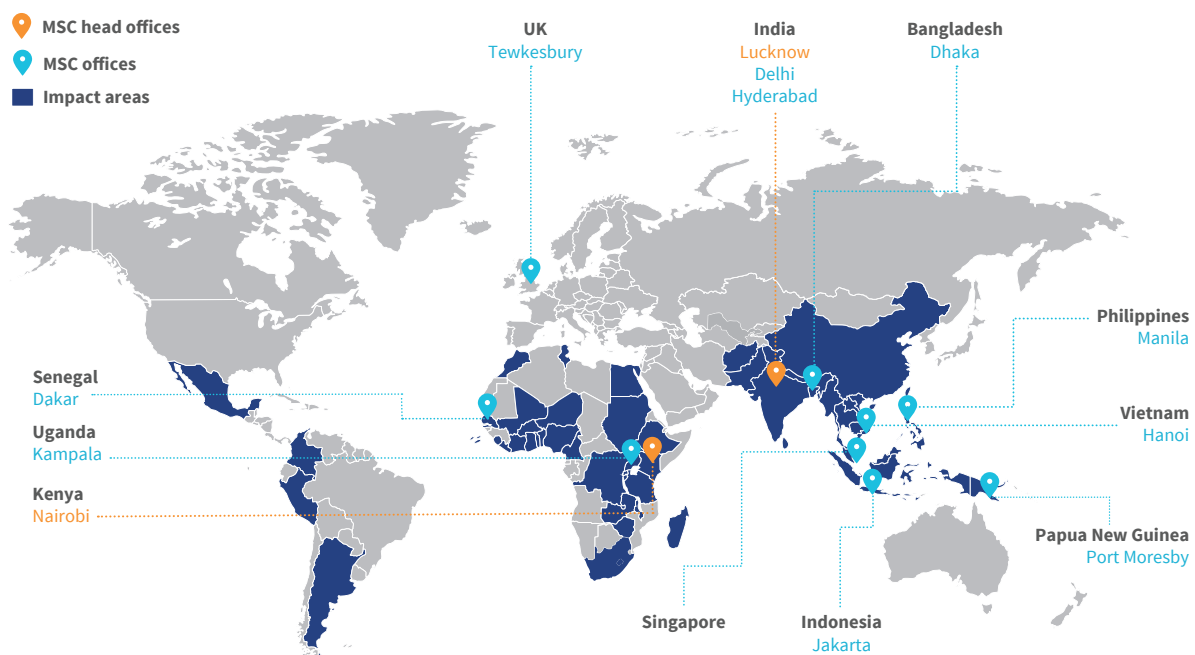 MSC head offices
MSC offices
Impact areas
UK
Tewkesbury
India
Lucknow
Delhi
Hyderabad
Bangladesh
Dhaka
Philippines
Manila
Senegal
Dakar
Vietnam
Hanoi
Uganda
Kampala
Kenya
Nairobi
Papua New Guinea
Port Moresby
Singapore
Indonesia
Jakarta